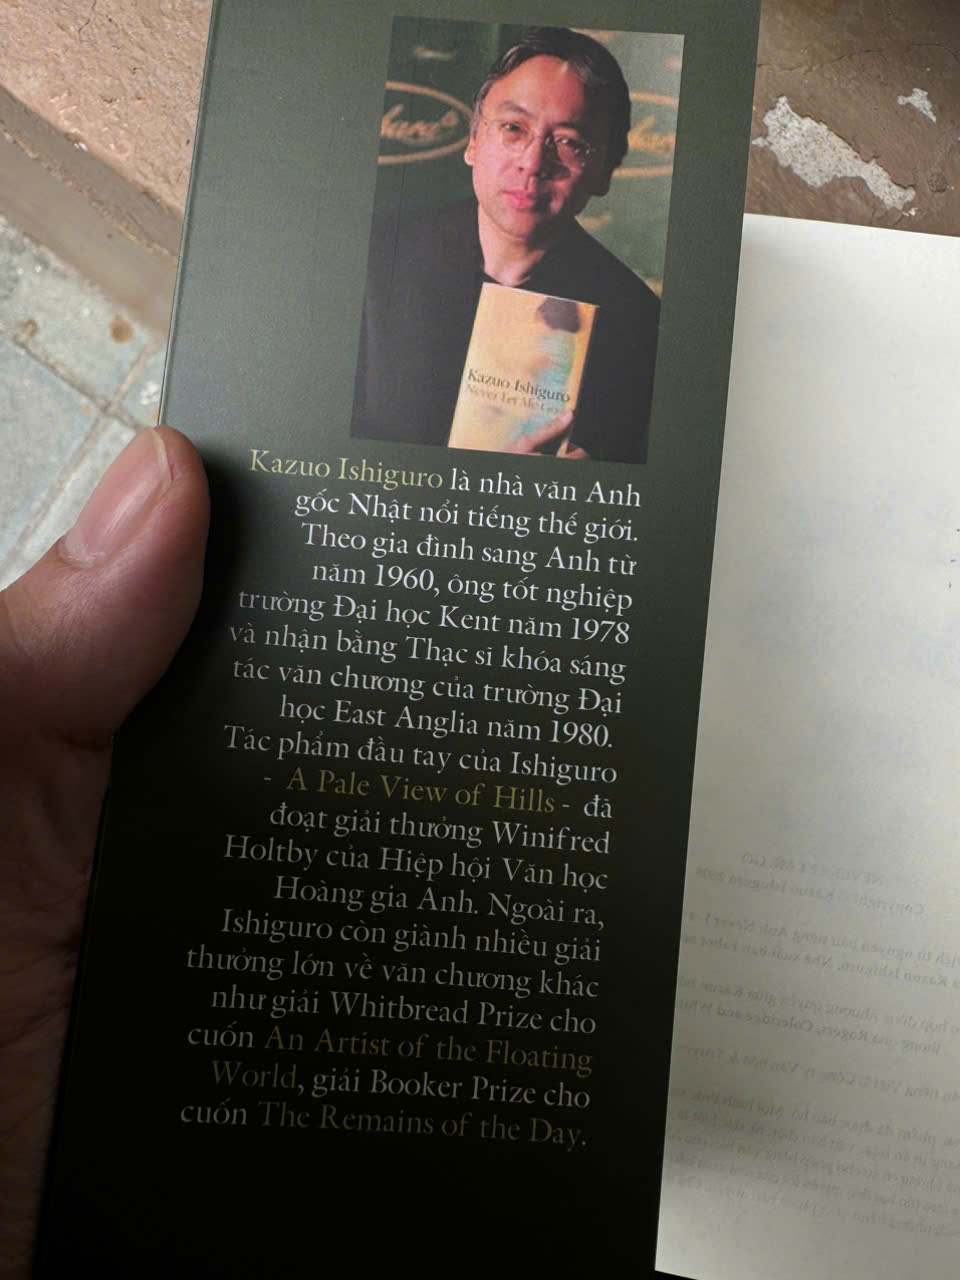 Kazuo Ishiguro
Never Let Me Go
Kazuo Ishiguro là nhà văn Anh
gốc Nhật nổi tiếng thế giới.
Theo gia đình sang Anh từ
năm 1960, ông tốt nghiệp
trường Đại học Kent năm 1978
và nhận bằng Thạc sĩ khóa sáng
tác văn chương của trường Đại
học East Anglia năm 1980.
Tác phẩm đầu tay của Ishiguro
- A Pale View of Hills - đã
đoạt giải thưởng Winifred
Holtby của Hiệp hội Văn học
Hoàng gia Anh. Ngoài ra,
Ishiguro còn giành nhiều giải
thưởng lớn về văn chương khác
như giải Whitbread Prize cho
cuốn An Artist of the Floating
World, giải Booker Prize cho
cuốn The Remains of the Day.